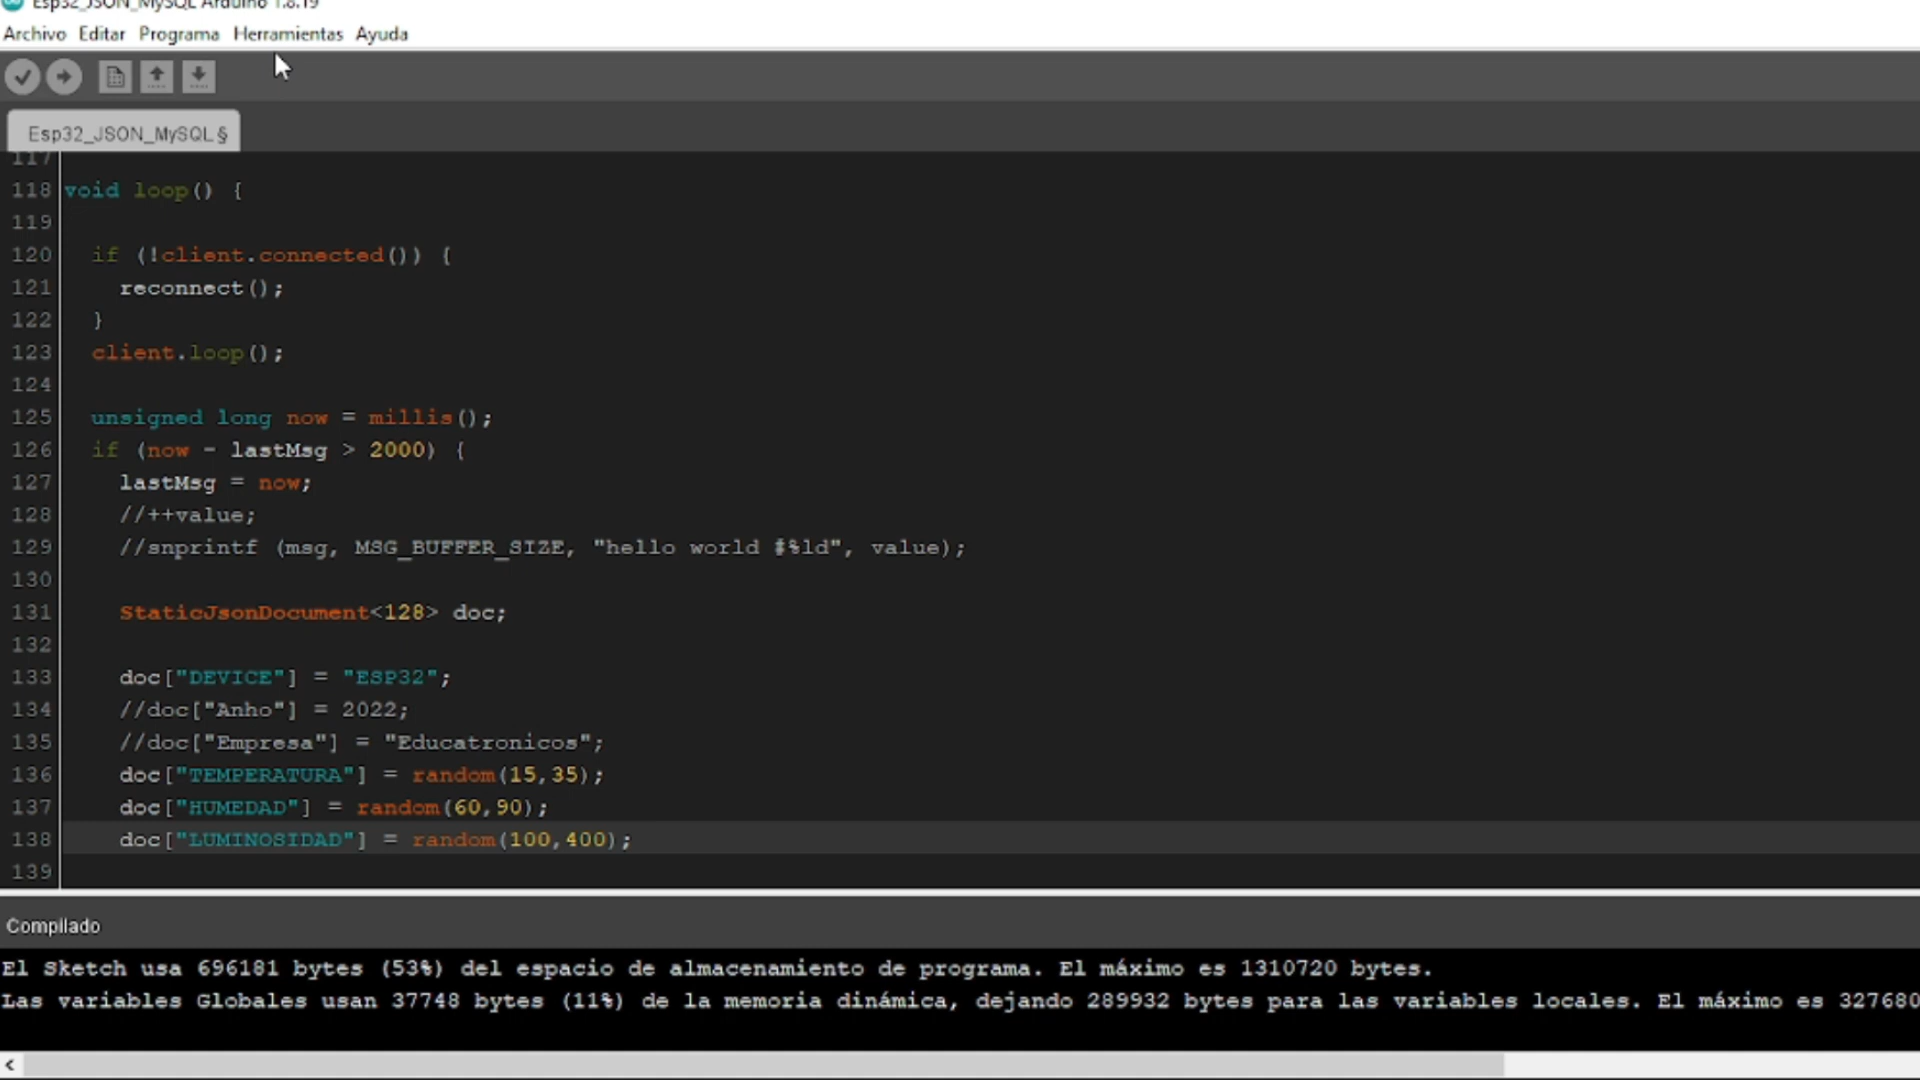 Esp32_JSON_MySQL Arduino 1.8.19
Archivo Editar Programa Herramientas Ayuda
Esp32_JSON_MySQL §
117
118 void loop() {
119
120 if (!client.connected()) {
121 reconnect();
122 }
123 client.loop();
124
125 unsigned long now = millis();
126 if (now - lastMsg > 2000) {
127 lastMsg = now;
128 //++value;
129 //snprintf (msg, MSG_BUFFER_SIZE, "hello world #%ld", value);
130
131 StaticJsonDocument<128> doc;
132
133 doc["DEVICE"] = "ESP32";
134 //doc["Anho"] = 2022;
135 //doc["Empresa"] = "Educatronicos";
136 doc["TEMPERATURA"] = random(15,35);
137 doc["HUMEDAD"] = random(60,90);
138 doc["LUMINOSIDAD"] = random(100,400);
139
Compilado
El Sketch usa 696181 bytes (53%) del espacio de almacenamiento de programa. El máximo es 1310720 bytes.
Las variables Globales usan 37748 bytes (11%) de la memoria dinámica, dejando 289932 bytes para las variables locales. El máximo es 327680